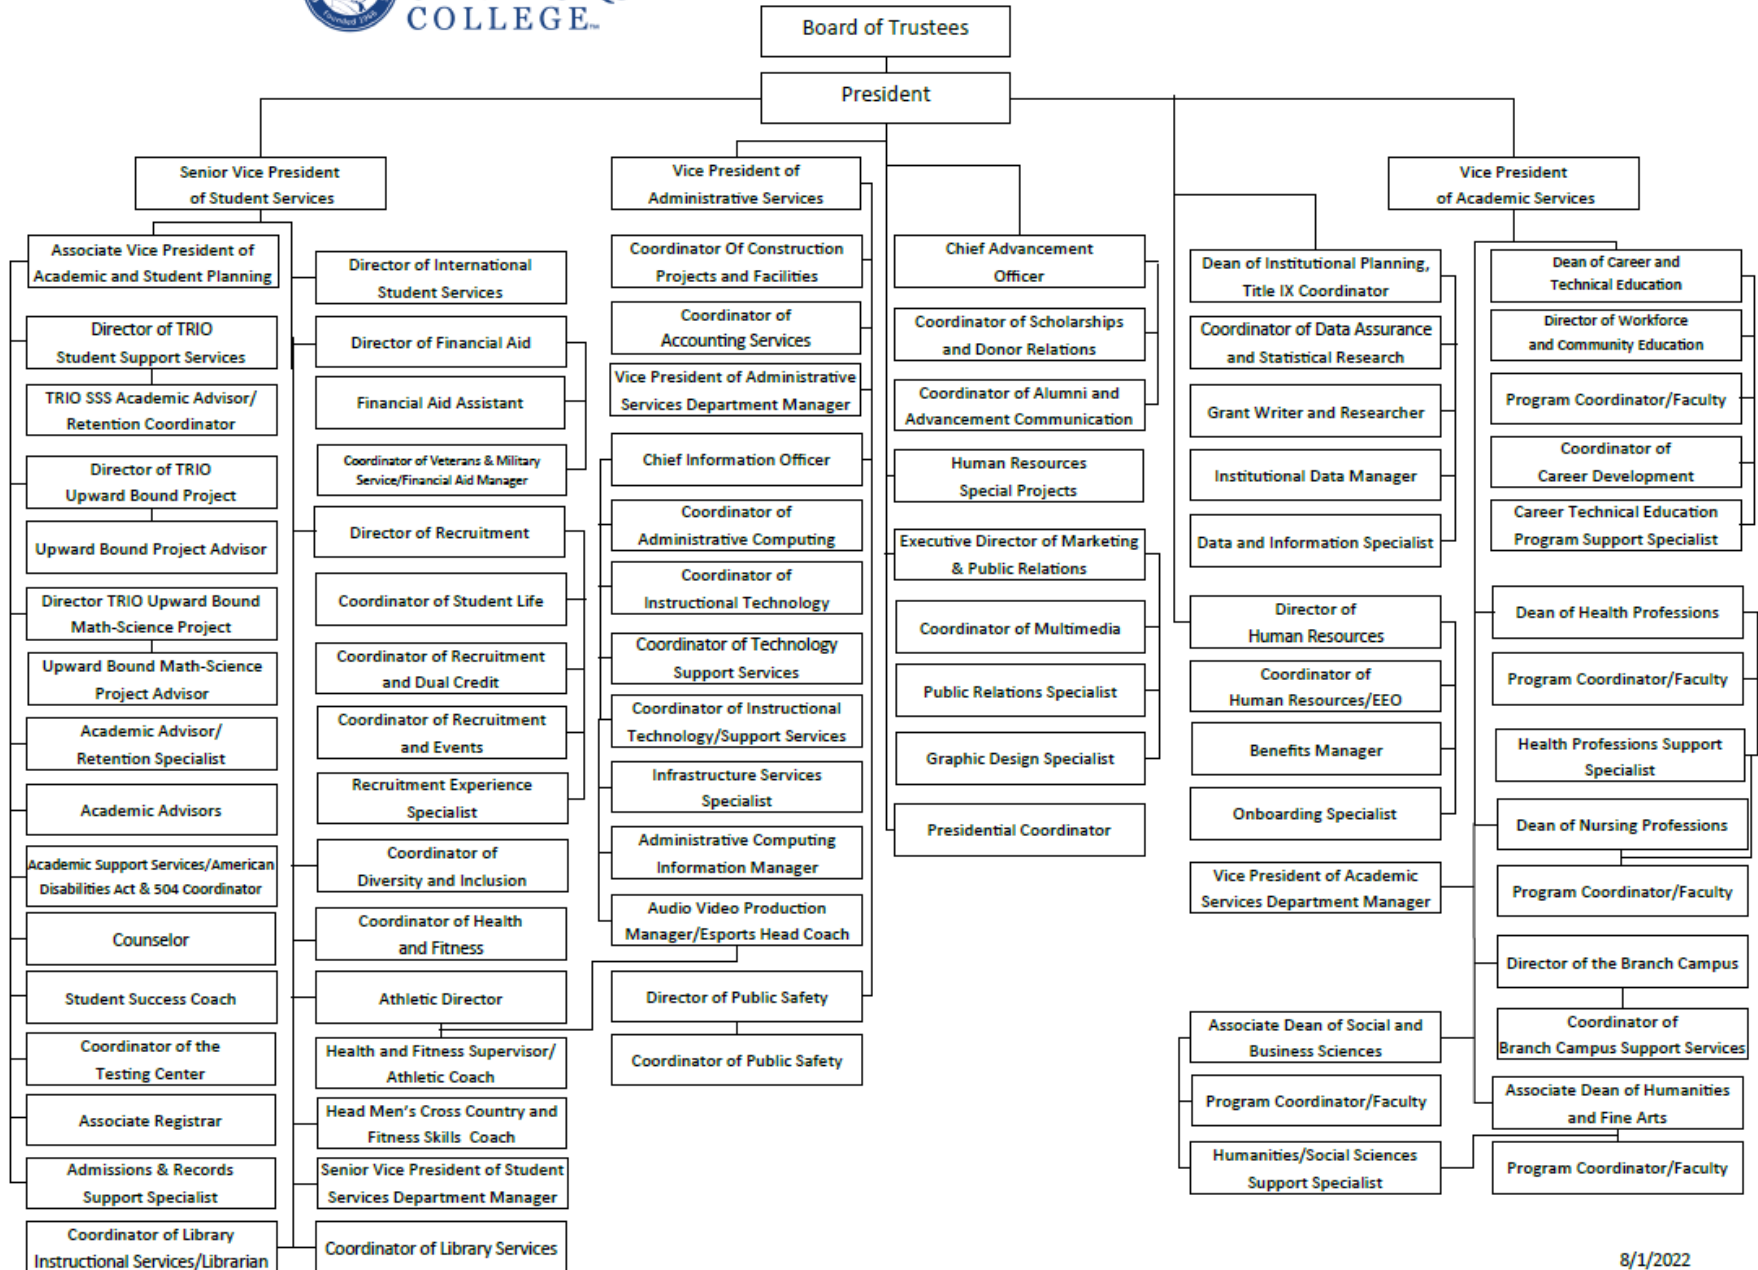 Founded 1966
COLLEGE
Board of Trustees
President
Senior Vice President
of Student Services
Vice President of
Administrative Services
Vice President
of Academic Services
Associate Vice President of
Academic and Student Planning
Director of TRIO
Student Support Services
TRIO SSS Academic Advisor/
Retention Coordinator
Director of TRIO
Upward Bound Project
Upward Bound Project Advisor
Director TRIO Upward Bound
Math-Science Project
Upward Bound Math-Science
Project Advisor
Academic Advisor/
Retention Specialist
Academic Advisors
Academic Support Services/American
Disabilities Act & 504 Coordinator
Counselor
Student Success Coach
Coordinator of the
Testing Center
Associate Registrar
Admissions & Records
Support Specialist
Coordinator of Library
Instructional Services/Librarian
Director of International
Student Services
Director of Financial Aid
Financial Aid Assistant
Coordinator of Veterans & Military
Service/Financial Aid Manager
Director of Recruitment
Coordinator of Student Life
Coordinator of Recruitment
and Dual Credit
Coordinator of Recruitment
and Events
Recruitment Experience
Specialist
Coordinator of
Diversity and Inclusion
Coordinator of Health
and Fitness
Athletic Director
Health and Fitness Supervisor/
Athletic Coach
Head Men's Cross Country and
Fitness Skills Coach
Senior Vice President of Student
Services Department Manager
Coordinator of Library Services
Coordinator Of Construction
Projects and Facilities
Coordinator of
Accounting Services
Vice President of Administrative
Services Department Manager
Chief Information Officer
Coordinator of
Administrative Computing
Coordinator of
Instructional Technology
Coordinator of Technology
Support Services
Coordinator of Instructional
Technology/Support Services
Infrastructure Services
Specialist
Administrative Computing
Information Manager
Audio Video Production
Manager/Esports Head Coach
Director of Public Safety
Coordinator of Public Safety
Chief Advancement
Officer
Coordinator of Scholarships
and Donor Relations
Coordinator of Alumni and
Advancement Communication
Human Resources
Special Projects
Executive Director of Marketing
& Public Relations
Coordinator of Multimedia
Public Relations Specialist
Graphic Design Specialist
Presidential Coordinator
Dean of Institutional Planning,
Title IX Coordinator
Coordinator of Data Assurance
and Statistical Research
Grant Writer and Researcher
Institutional Data Manager
Data and Information Specialist
Director of
Human Resources
Coordinator of
Human Resources/EEO
Benefits Manager
Onboarding Specialist
Vice President of Academic
Services Department Manager
Associate Dean of Social and
Business Sciences
Program Coordinator/Faculty
Humanities/Social Sciences
Support Specialist
Dean of Career and
Technical Education
Director of Workforce
and Community Education
Program Coordinator/Faculty
Coordinator of
Career Development
Career Technical Education
Program Support Specialist
Dean of Health Professions
Program Coordinator/Faculty
Health Professions Support
Specialist
Dean of Nursing Professions
Program Coordinator/Faculty
Director of the Branch Campus
Coordinator of
Branch Campus Support Services
Associate Dean of Humanities
and Fine Arts
Program Coordinator/Faculty
8/1/2022